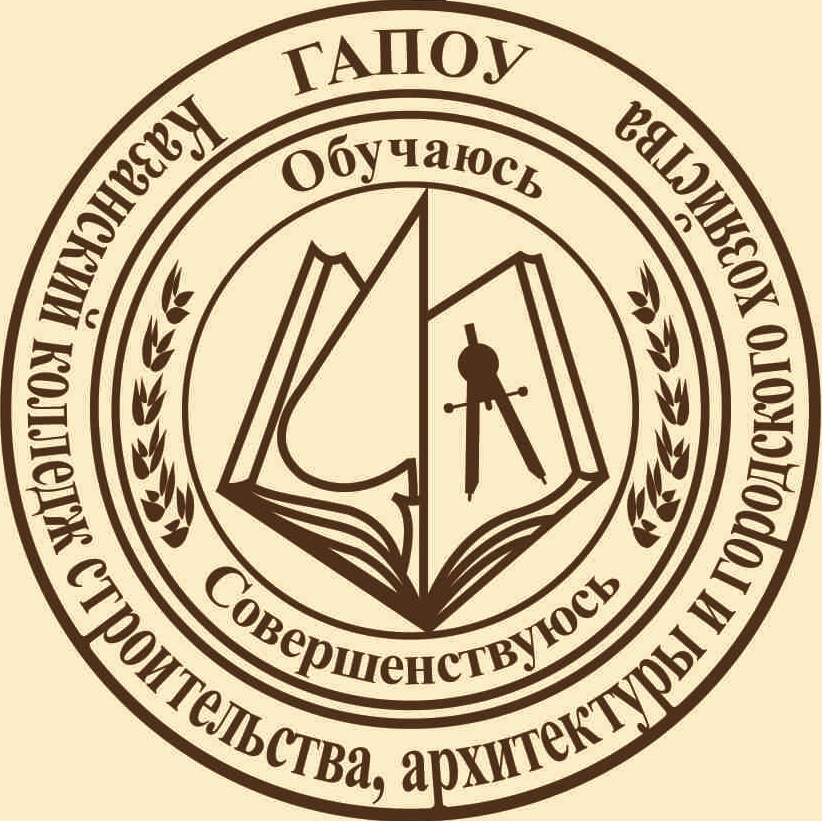 ГАПОУ
Казанский колледж строительства, архитектуры и городского хозяйства
Обучаюсь
Совершенствуюсь